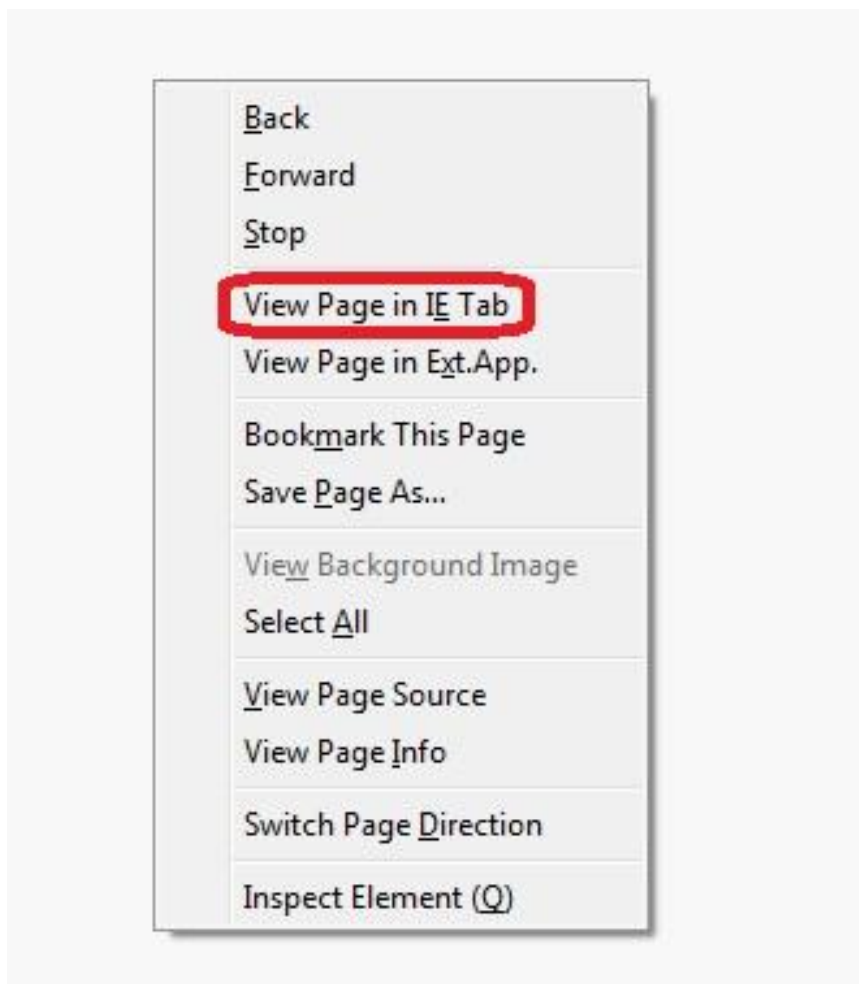 Back
Forward
Stop
View Page in IE Tab
View Page in Ext.App.
Bookmark This Page
Save Page As...
View Background Image
Select All
View Page Source
View Page Info
Switch Page Direction
Inspect Element (Q)